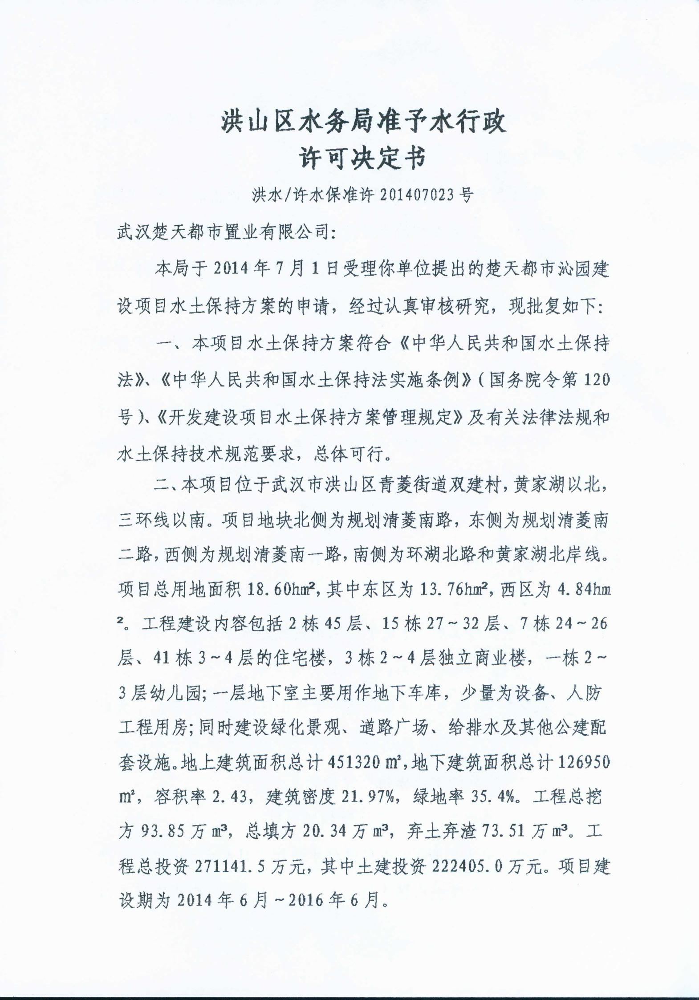 洪山区水务局准予水行政
许可决定书
洪水/许水保准许 201407023 号
武汉楚天都市置业有限公司:
本局于 2014 年 7 月 1 日受理你单位提出的楚天都市沁园建
设项目水土保持方案的申请，经过认真审核研究，现批复如下:
一、本项目水土保持方案符合《中华人民共和国水土保持
法》、《中华人民共和国水土保持法实施条例》(国务院令第 120
号)、《开发建设项目水土保持方案管理规定》及有关法律法规和
水土保持技术规范要求，总体可行。
二、本项目位于武汉市洪山区青菱街道双建村，黄家湖以北，
三环线以南。项目地块北侧为规划清菱南路，东侧为规划清菱南
二路，西侧为规划清菱南一路，南侧为环湖北路和黄家湖北岸线。
项目总用地面积 18.60hm²，其中东区为 13.76hm²，西区为 4.84hm
²。工程建设内容包括 2 栋 45 层、15 栋 27～32 层、7 栋 24～26
层、41 栋 3～4 层的住宅楼，3 栋 2～4 层独立商业楼，一栋 2～
3 层幼儿园;一层地下室主要用作地下车库，少量为设备、人防
工程用房;同时建设绿化景观、道路广场、给排水及其他公建配
套设施。地上建筑面积总计 451320 ㎡，地下建筑面积总计 126950
㎡，容积率 2.43，建筑密度 21.97%，绿地率 35.4%。工程总挖
方 93.85 万 m³，总填方 20.34 万 m³，弃土弃渣 73.51 万 m³。工
程总投资 271141.5 万元，其中土建投资 222405.0 万元。项目建
设期为 2014 年 6 月～2016 年 6 月。